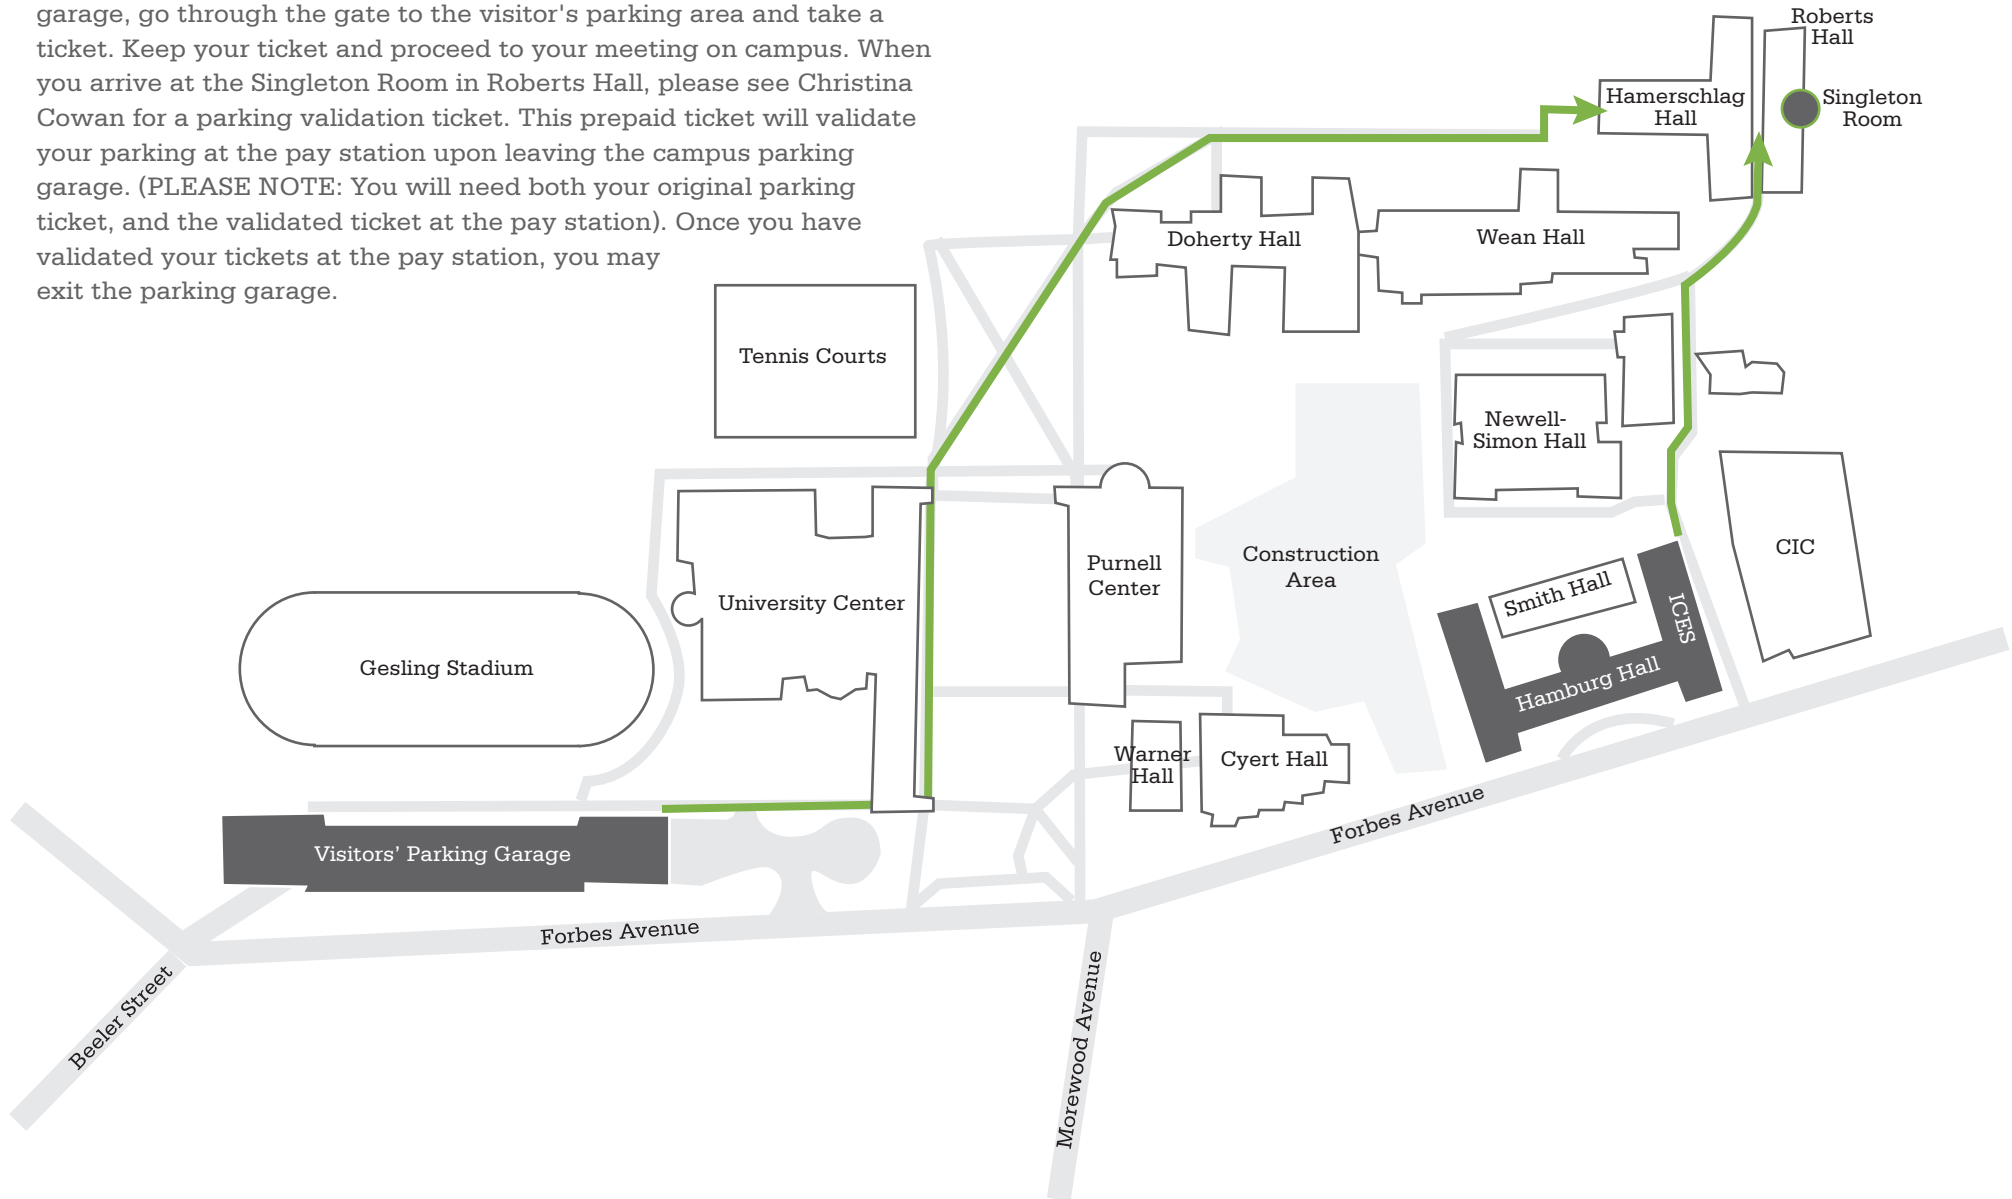 garage, go through the gate to the visitor's parking area and take a
ticket. Keep your ticket and proceed to your meeting on campus. When
you arrive at the Singleton Room in Roberts Hall, please see Christina
Cowan for a parking validation ticket. This prepaid ticket will validate
your parking at the pay station upon leaving the campus parking
garage. (PLEASE NOTE: You will need both your original parking
ticket, and the validated ticket at the pay station). Once you have
validated your tickets at the pay station, you may
exit the parking garage.
Roberts
Hall
Hamerschlag
Hall
Singleton
Room
Doherty Hall
Wean Hall
Tennis Courts
Newell-
Simon Hall
Construction
Area
CIC
Purnell
Center
University Center
Smith Hall
ICES
Hamburg Hall
Gesling Stadium
Warner
Hall
Cyert Hall
Forbes Avenue
Visitors’ Parking Garage
Forbes Avenue
Beeler Street
Morewood Avenue